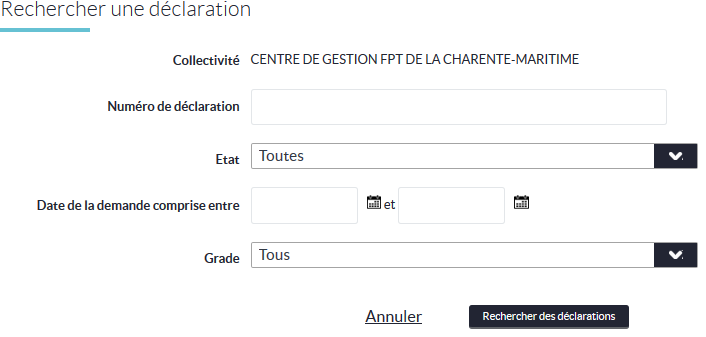 Rechercher une déclaration
Collectivité CENTRE DE GESTION FPT DE LA CHARENTE-MARITIME
Numéro de déclaration
Etat Toutes
Date de la demande comprise entre et
Grade Tous
Annuler Rechercher des déclarations